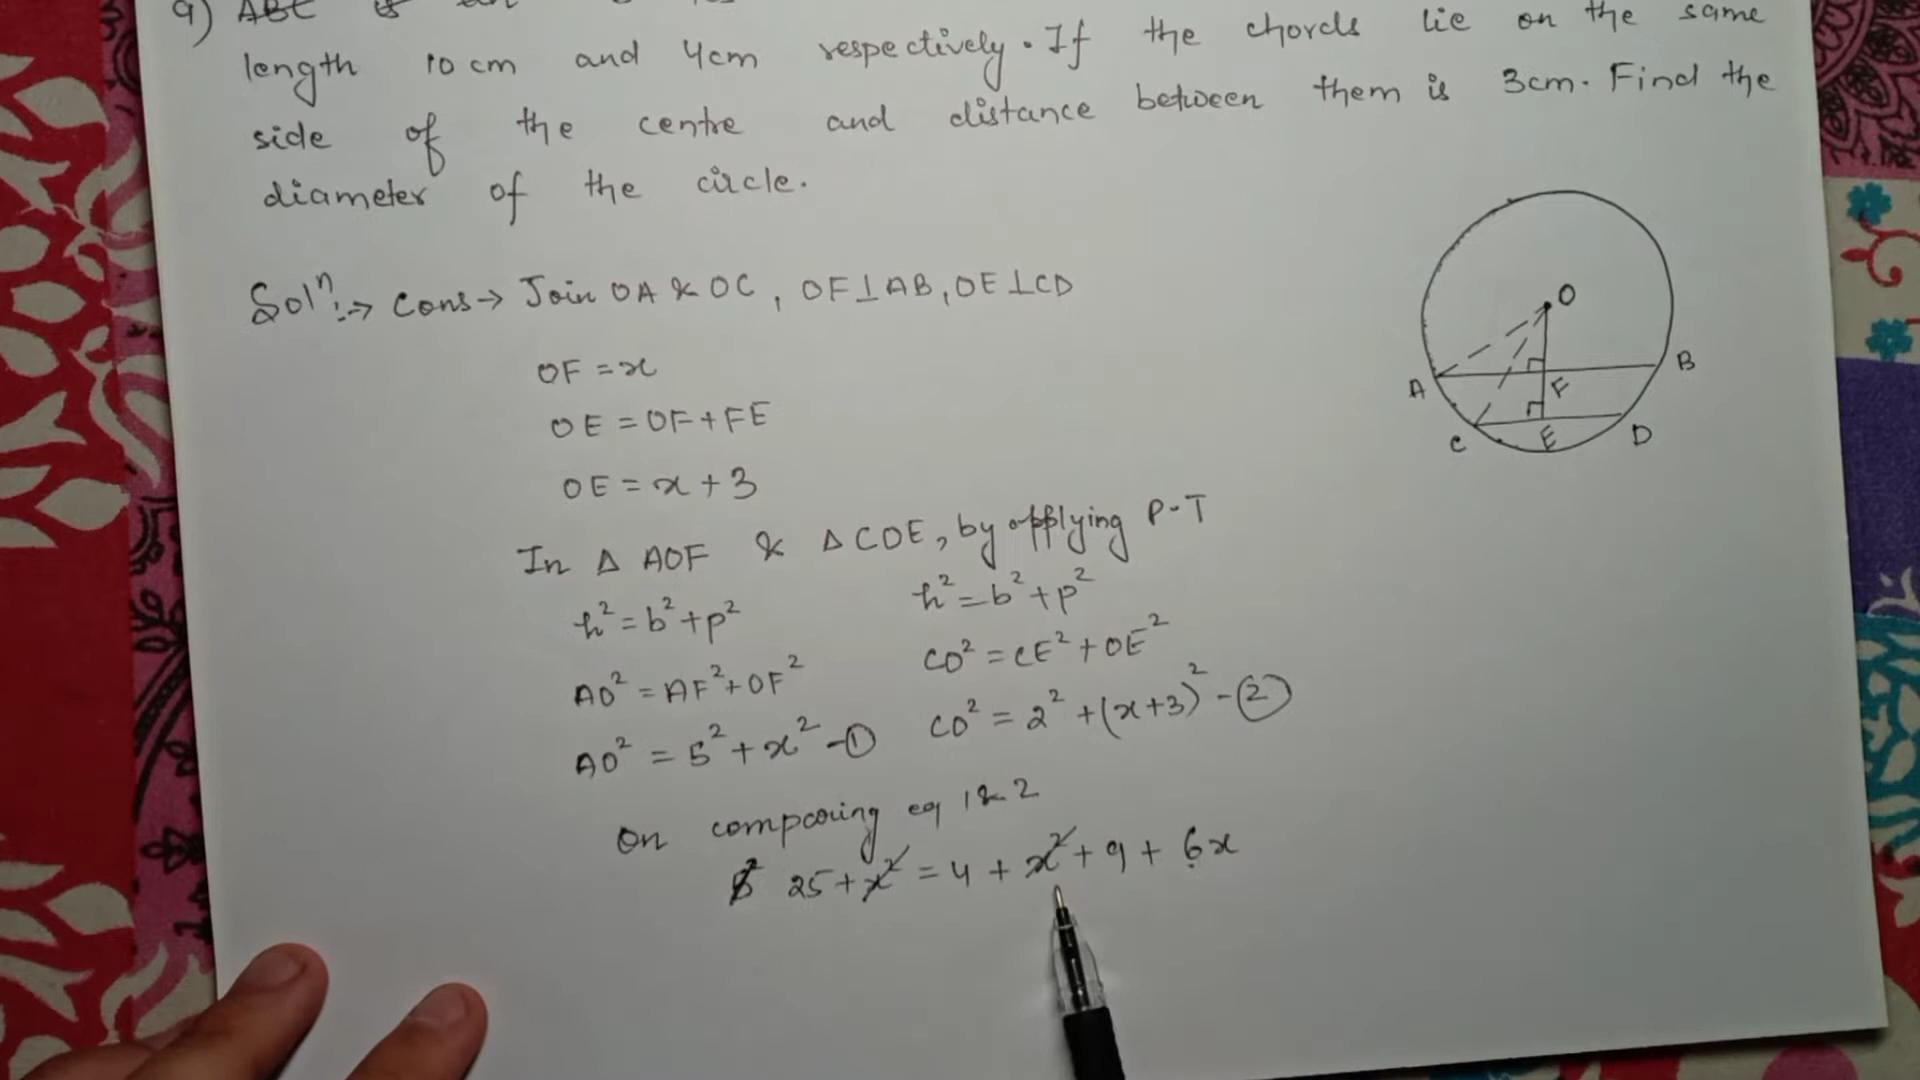 9) ABC is an
length 10 cm and 4cm respectively. If the chords lie on the same
side of the centre and distance between them is 3cm. Find the
diameter of the circle.
Solⁿ:→ Cons→ Join OA & OC, OF⊥AB, OE⊥CD
OF = x
OE = OF + FE
OE = x + 3
In Δ AOF & Δ COE, by applying P.T
h² = b² + p² h² = b² + p²
AO² = AF² + OF² CO² = CE² + OE²
AO² = 5² + x² -① CO² = 2² + (x+3)² -②
On comparing eq 1 & 2
25 + x² = 4 + x² + 9 + 6x
O
A
B
F
C
E
D